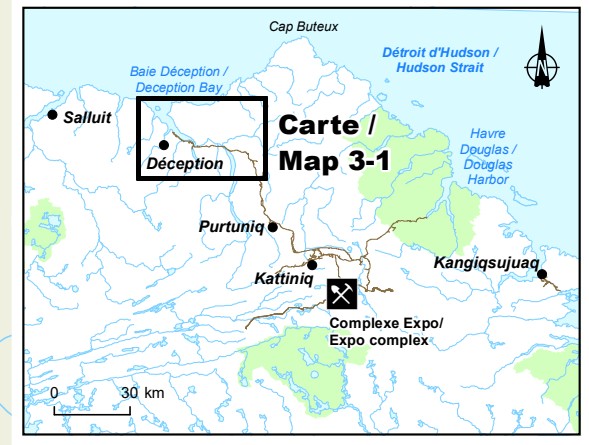 Cap Buteux
Détroit d'Hudson /
Hudson Strait
Baie Déception /
Deception Bay
Salluit
Carte /
Map 3-1
Havre
Douglas /
Douglas
Harbor
Déception
Purtuniq
Kattiniq
Kangiqsujuaq
Complexe Expo/
Expo complex
0 30 km